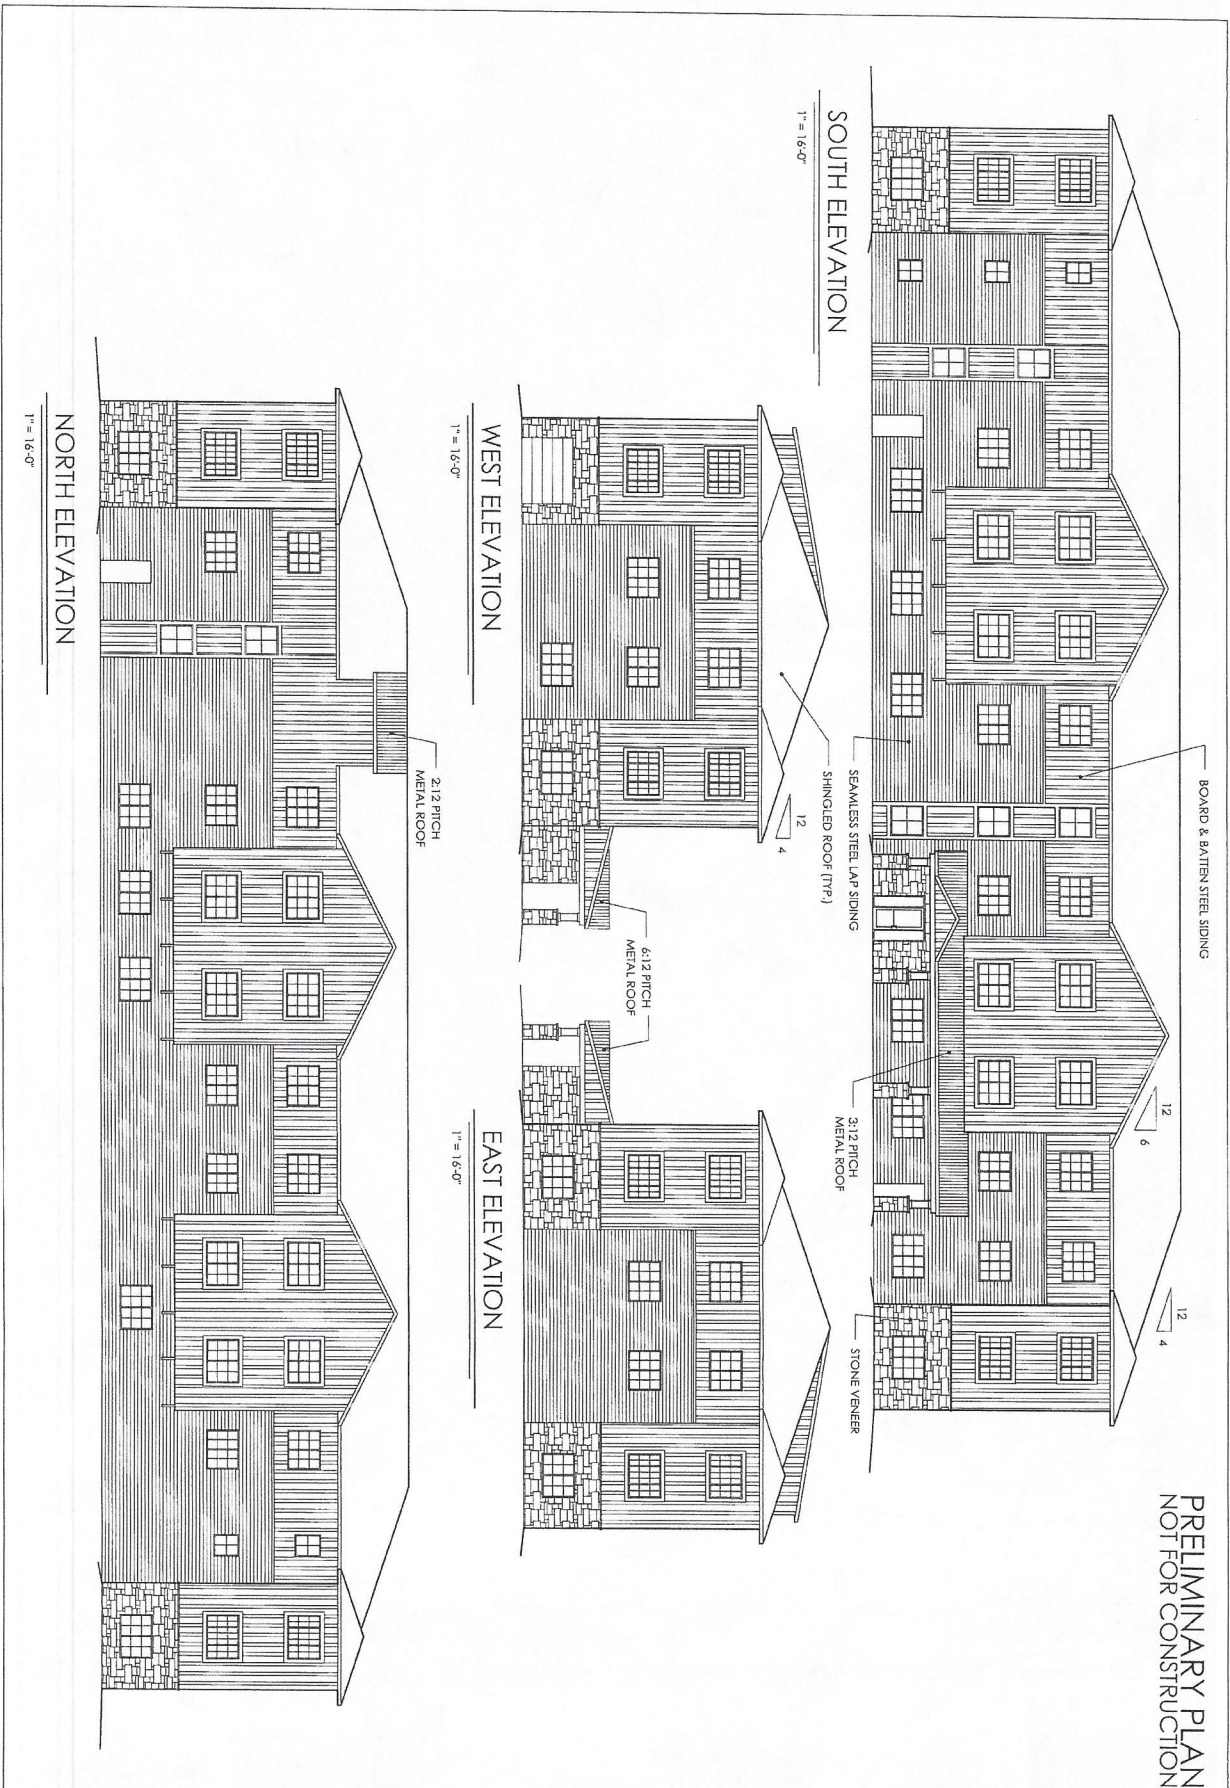 PRELIMINARY PLAN
NOT FOR CONSTRUCTION
BOARD & BATTEN STEEL SIDING
12
6
12
4
SEAMLESS STEEL LAP SIDING
3:12 PITCH
METAL ROOF
STONE VENEER
SOUTH ELEVATION
1" = 16'-0"
SHINGLED ROOF (TYP.)
12
4
6:12 PITCH
METAL ROOF
WEST ELEVATION
1" = 16'-0"
EAST ELEVATION
1" = 16'-0"
2:12 PITCH
METAL ROOF
NORTH ELEVATION
1" = 16'-0"